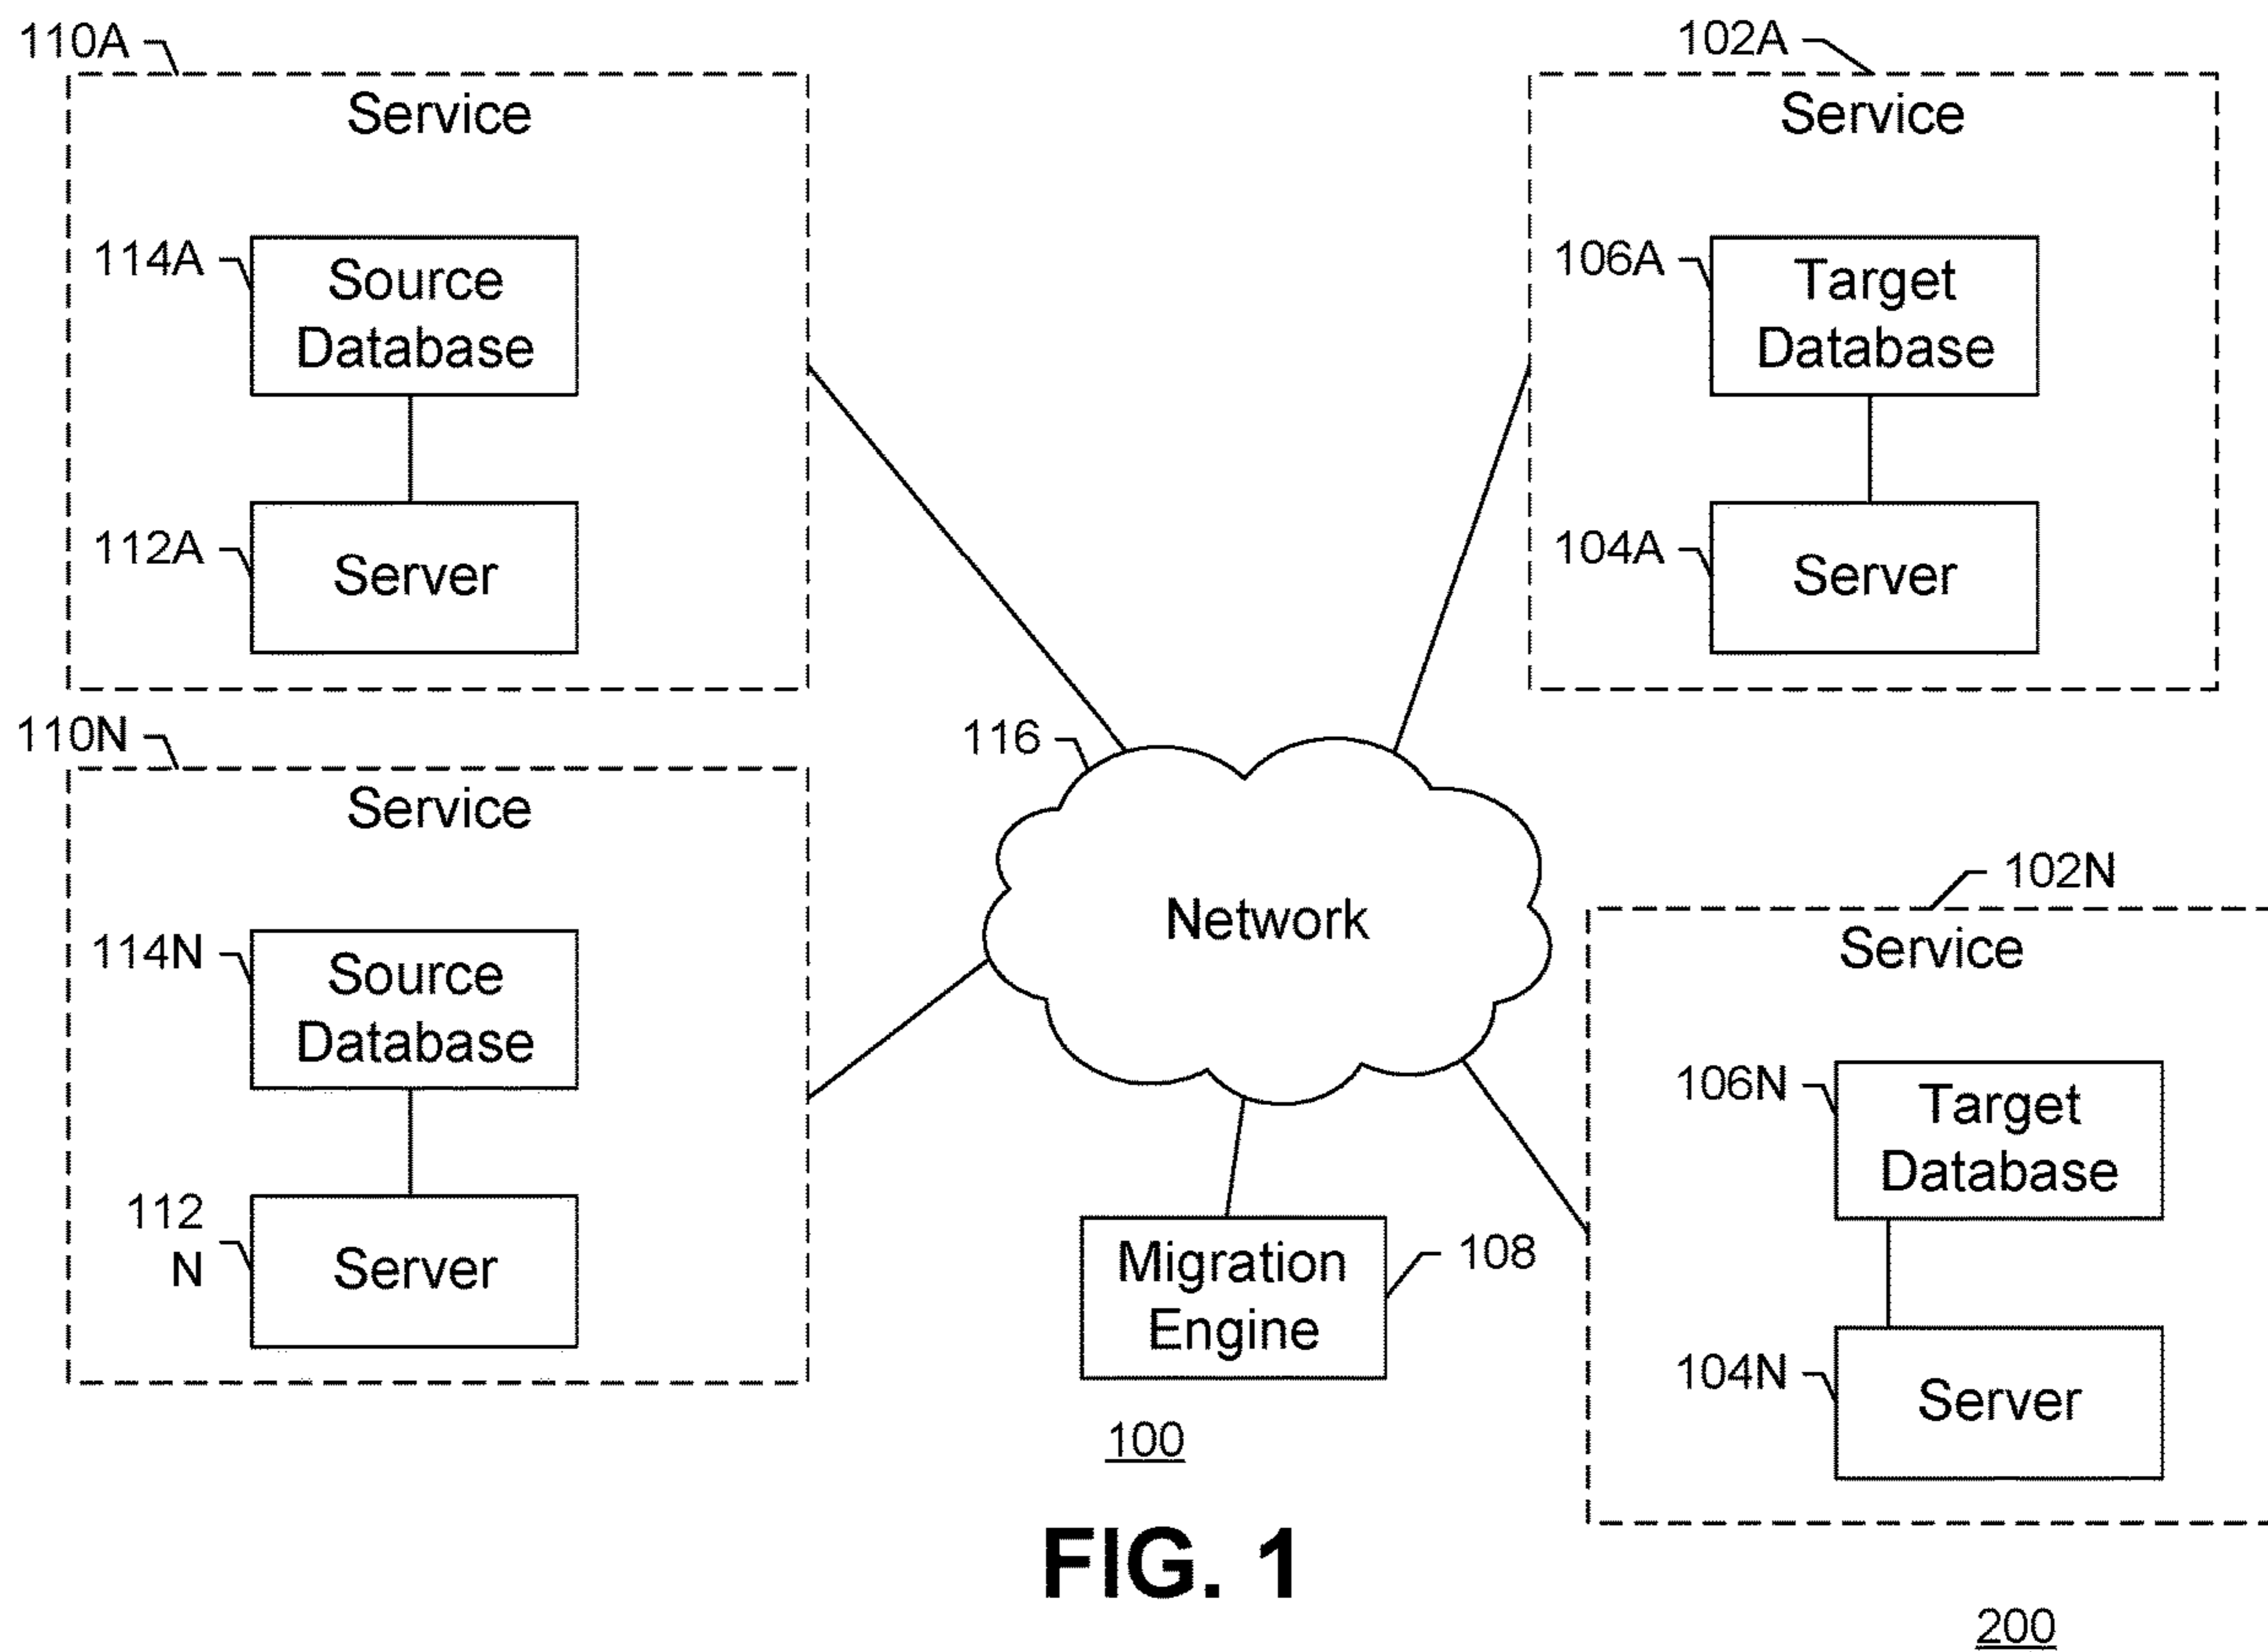 110A
Service
114A
Source
Database
112A
Server
102A
Service
106A
Target
Database
104A
Server
110N
Service
114N
Source
Database
112
N
Server
116
Network
Migration
Engine
108
102N
Service
106N
Target
Database
104N
Server
100
FIG. 1
200